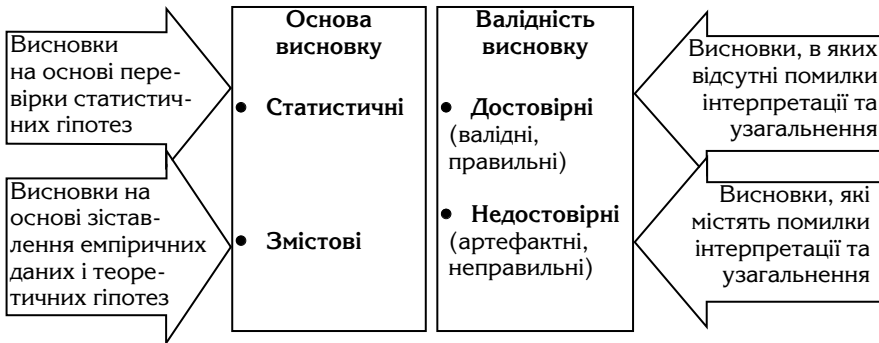 Висновки
на основі пере-
вірки статистич-
них гіпотез
Висновки на
основі зістав-
лення емпіричних
даних і теоре-
тичних гіпотез
Основа
висновку
• Статистичні
• Змістові
Валідність
висновку
• Достовірні
(валідні,
правильні)
• Недостовірні
(артефактні,
неправильні)
Висновки, в яких
відсутні помилки
інтерпретації та
узагальнення
Висновки, які
містять помилки
інтерпретації та
узагальнення